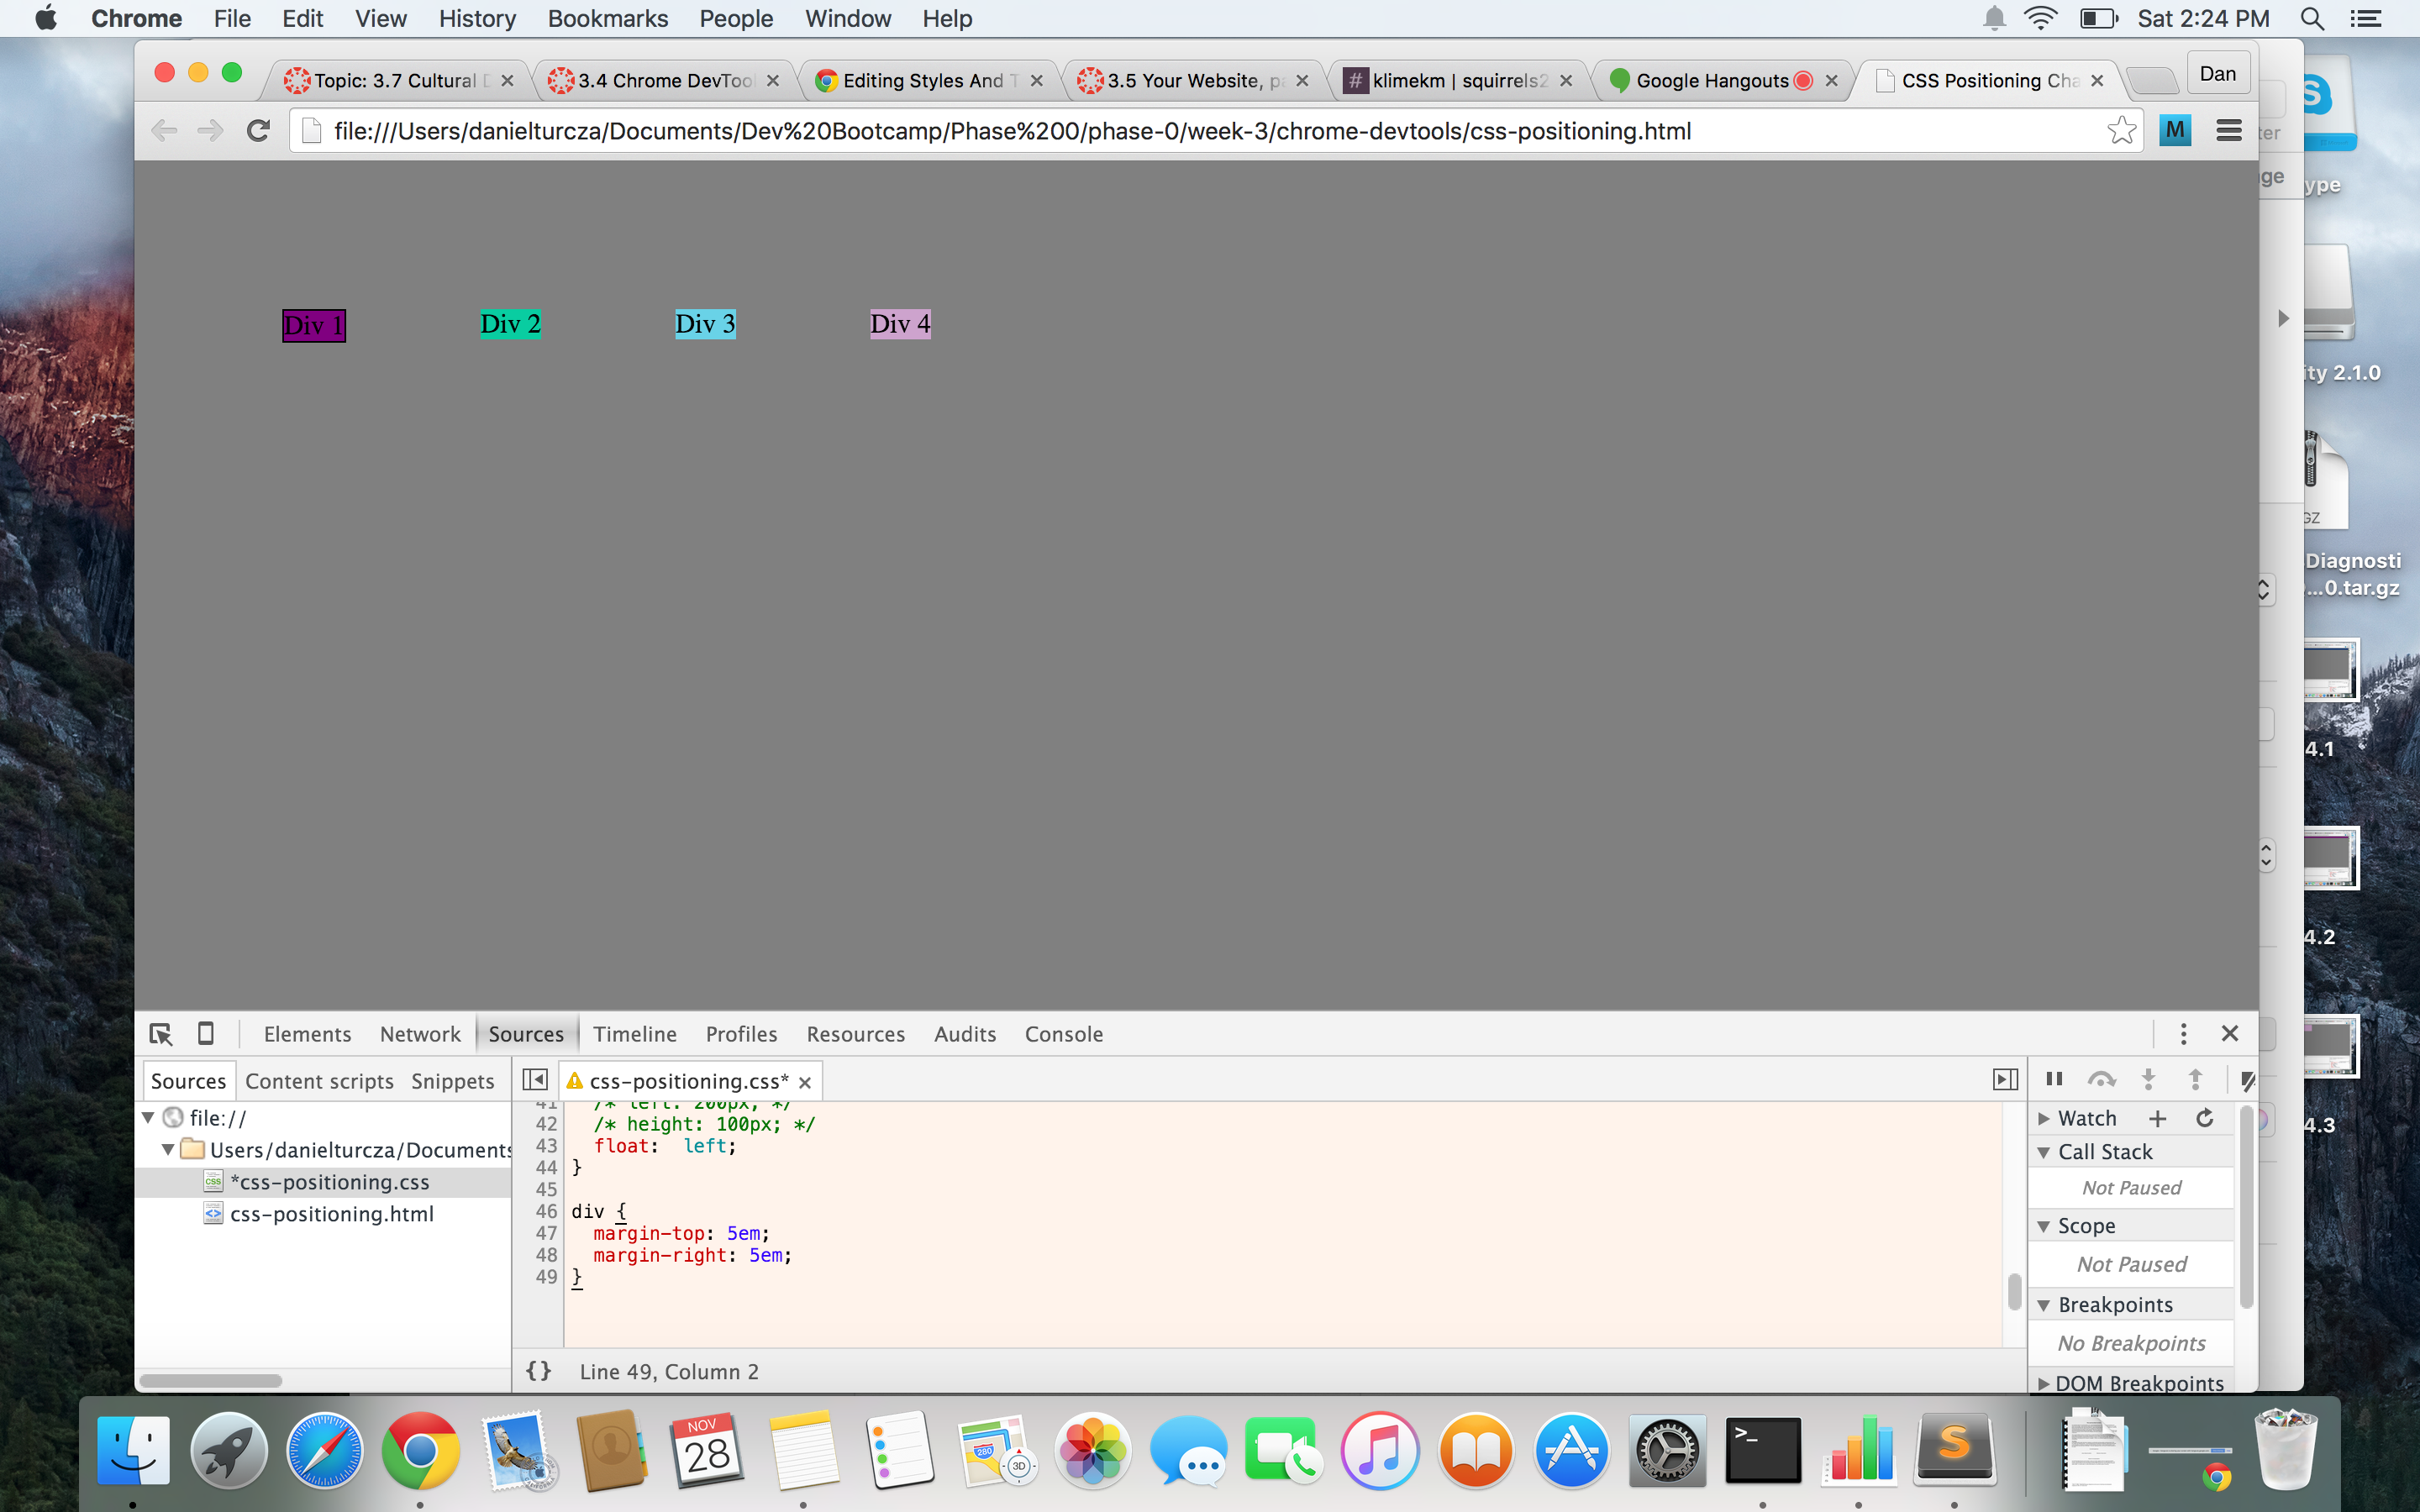 Chrome File Edit View History Bookmarks People Window Help Sat 2:24 PM
Topic: 3.7 Cultural 3.4 Chrome DevToo Editing Styles And T 3.5 Your Website, pa # klimekm | squirrels2 Google Hangouts CSS Positioning Cha Dan
file:///Users/danielturcza/Documents/Dev%20Bootcamp/Phase%200/phase-0/week-3/chrome-devtools/css-positioning.html M
ter
ge
ype
Div 1 Div 2 Div 3 Div 4
ity 2.1.0
GZ
Diagnosti
...0.tar.gz
4.1
4.2
4.3
Elements Network Sources Timeline Profiles Resources Audits Console
Sources Content scripts Snippets
file://
Users/danielturcza/Documents
*css-positioning.css
css-positioning.html
css-positioning.css*
41 /* left: 200px; */
42 /* height: 100px; */
43 float: left;
44 }
45
46 div {
47 margin-top: 5em;
48 margin-right: 5em;
49 }
{} Line 49, Column 2
Watch
Call Stack
Not Paused
Scope
Not Paused
Breakpoints
No Breakpoints
DOM Breakpoints
NOV
28
280
3D
>_
S